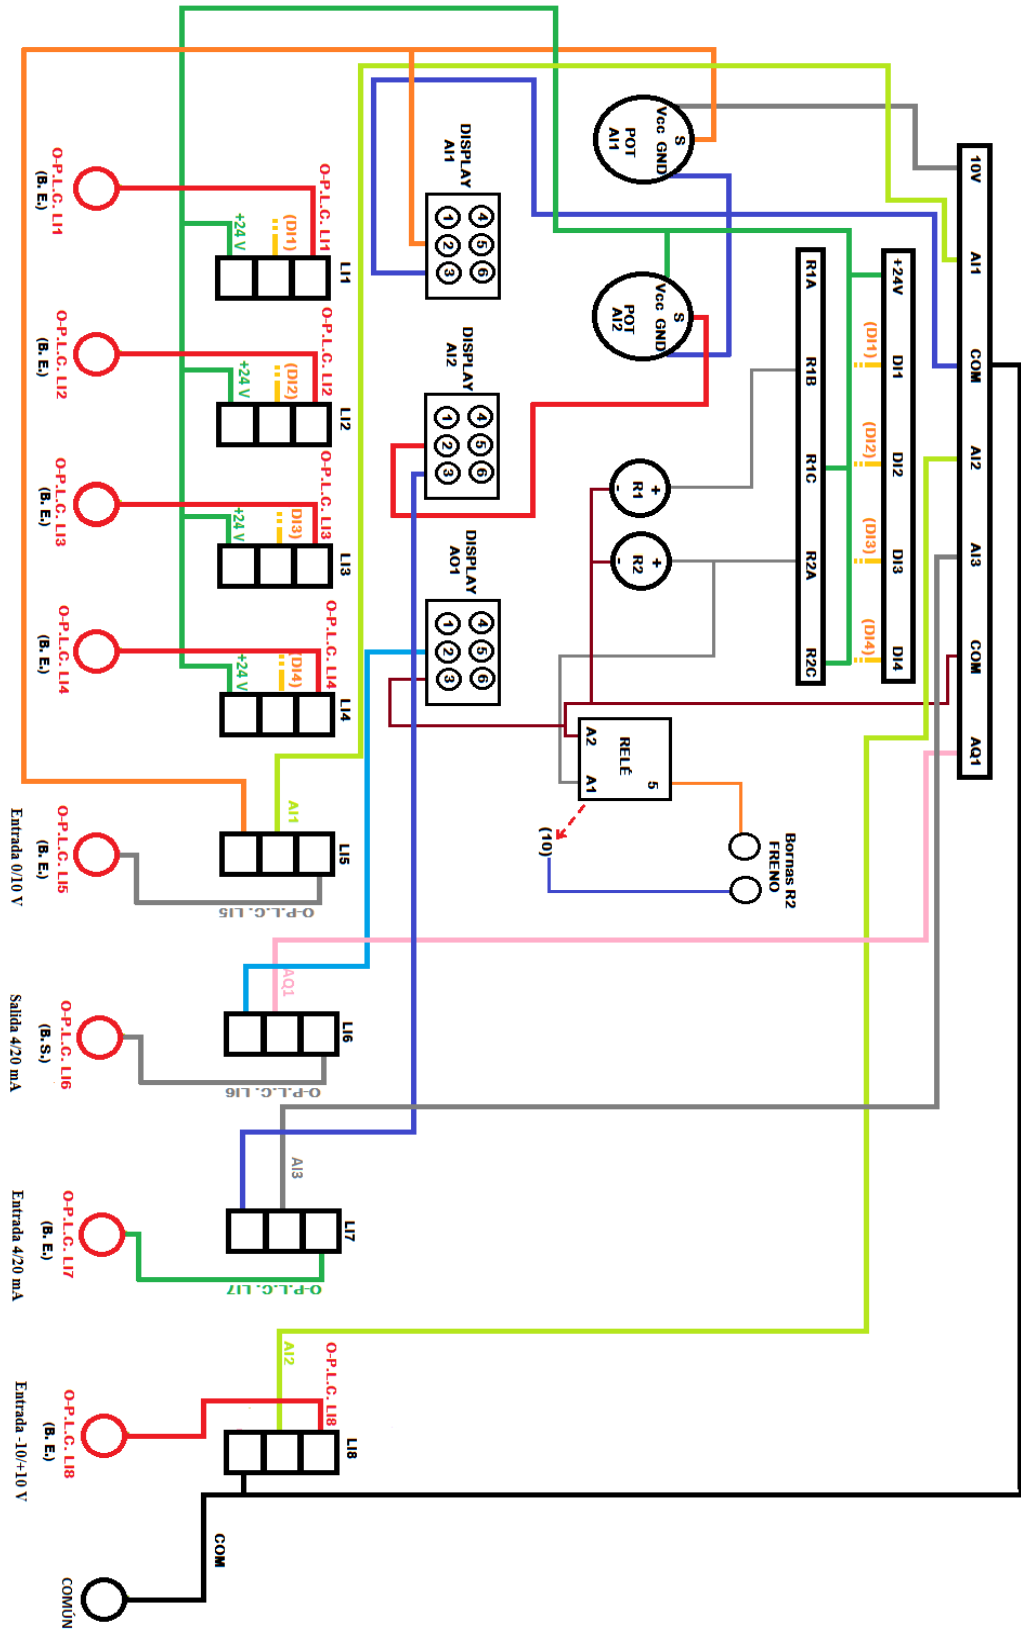 10V
AI1
COM
AI2
AI3
COM
AQ1
+24V
DI1
DI2
DI3
DI4
(DI1)
(DI2)
(DI3)
(DI4)
R1A
R1B
R1C
R2A
R2C
S
Vcc GND
POT
AI1
S
Vcc GND
POT
AI2
+
R1
-
+
R2
-
Bornas R2
FRENO
5
RELÉ
A2
A1
(10)
DISPLAY
AI1
4 5 6
1 2 3
DISPLAY
AI2
4 5 6
1 2 3
DISPLAY
AO1
4 5 6
1 2 3
LI1
O-P.L.C. LI1
(DI1)
+24 V
LI2
O-P.L.C. LI2
(DI2)
+24 V
LI3
O-P.L.C. LI3
DI3)
+24 V
LI4
O-P.L.C. LI4
(DI4)
+24 V
LI5
AI1
O-P.L.C. LI5
LI6
AQ1
O-P.L.C. LI6
LI7
AI3
O-P.L.C. LI7
LI8
O-P.L.C. LI8
AI2
COM
O-P.L.C. LI1
(B. E.)
O-P.L.C. LI2
(B. E.)
O-P.L.C. LI3
(B. E.)
O-P.L.C. LI4
(B. E.)
O-P.L.C. LI5
(B. E.)
Entrada 0/10 V
O-P.L.C. LI6
(B. S.)
Salida 4/20 mA
O-P.L.C. LI7
(B. E.)
Entrada 4/20 mA
O-P.L.C. LI8
(B. E.)
Entrada -10/+10 V
COMÚN